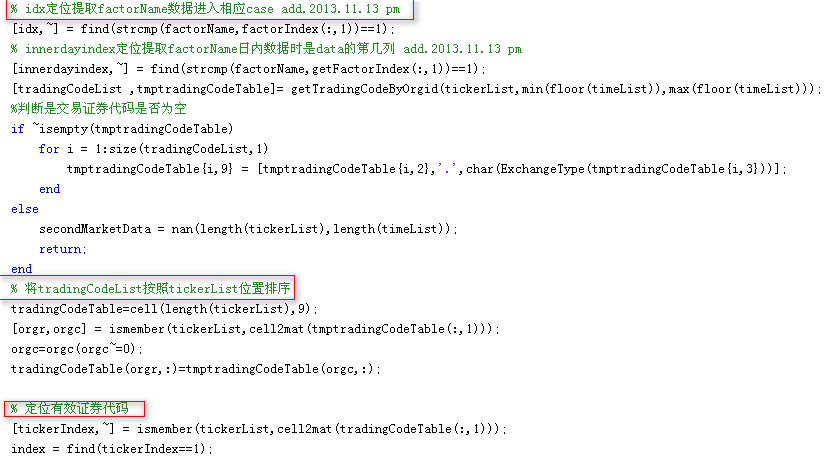 % idx定位提取factorName数据进入相应case add.2013.11.13 pm
[idx,~] = find(strcmp(factorName,factorIndex(:,1))==1);
% innerdayindex定位提取factorName日内数据时是data的第几列 add.2013.11.13 pm
[innerdayindex,~] = find(strcmp(factorName,getFactorIndex(:,1))==1);
[tradingCodeList ,tmptradingCodeTable]= getTradingCodeByOrgid(tickerList,min(floor(timeList)),max(floor(timeList)));
%判断是交易证券代码是否为空
if ~isempty(tmptradingCodeTable)
    for i = 1:size(tradingCodeList,1)
        tmptradingCodeTable{i,9} = [tmptradingCodeTable{i,2},'.',char(ExchangeType(tmptradingCodeTable{i,3}))];
    end
else
    secondMarketData = nan(length(tickerList),length(timeList));
    return;
end
% 将tradingCodeList按照tickerList位置排序
tradingCodeTable=cell(length(tickerList),9);
[orgr,orgc] = ismember(tickerList,cell2mat(tmptradingCodeTable(:,1)));
orgc=orgc(orgc~=0);
tradingCodeTable(orgr,:)=tmptradingCodeTable(orgc,:);
% 定位有效证券代码
[tickerIndex,~] = ismember(tickerList,cell2mat(tradingCodeTable(:,1)));
index = find(tickerIndex==1);